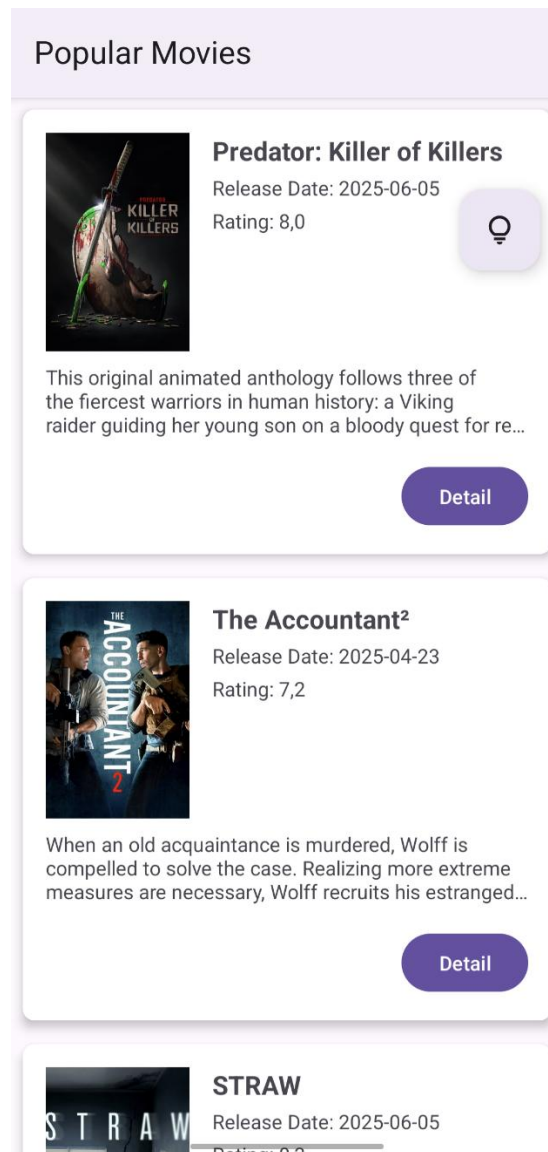 Popular Movies
Predator: Killer of Killers
Release Date: 2025-06-05
Rating: 8,0
PREDATOR
KILLER
OF
KILLERS
This original animated anthology follows three of
the fiercest warriors in human history: a Viking
raider guiding her young son on a bloody quest for re…
Detail
The Accountant²
Release Date: 2025-04-23
Rating: 7,2
THE
ACCOUNTANT
2
When an old acquaintance is murdered, Wolff is
compelled to solve the case. Realizing more extreme
measures are necessary, Wolff recruits his estranged…
Detail
STRAW
Release Date: 2025-06-05
STRAW